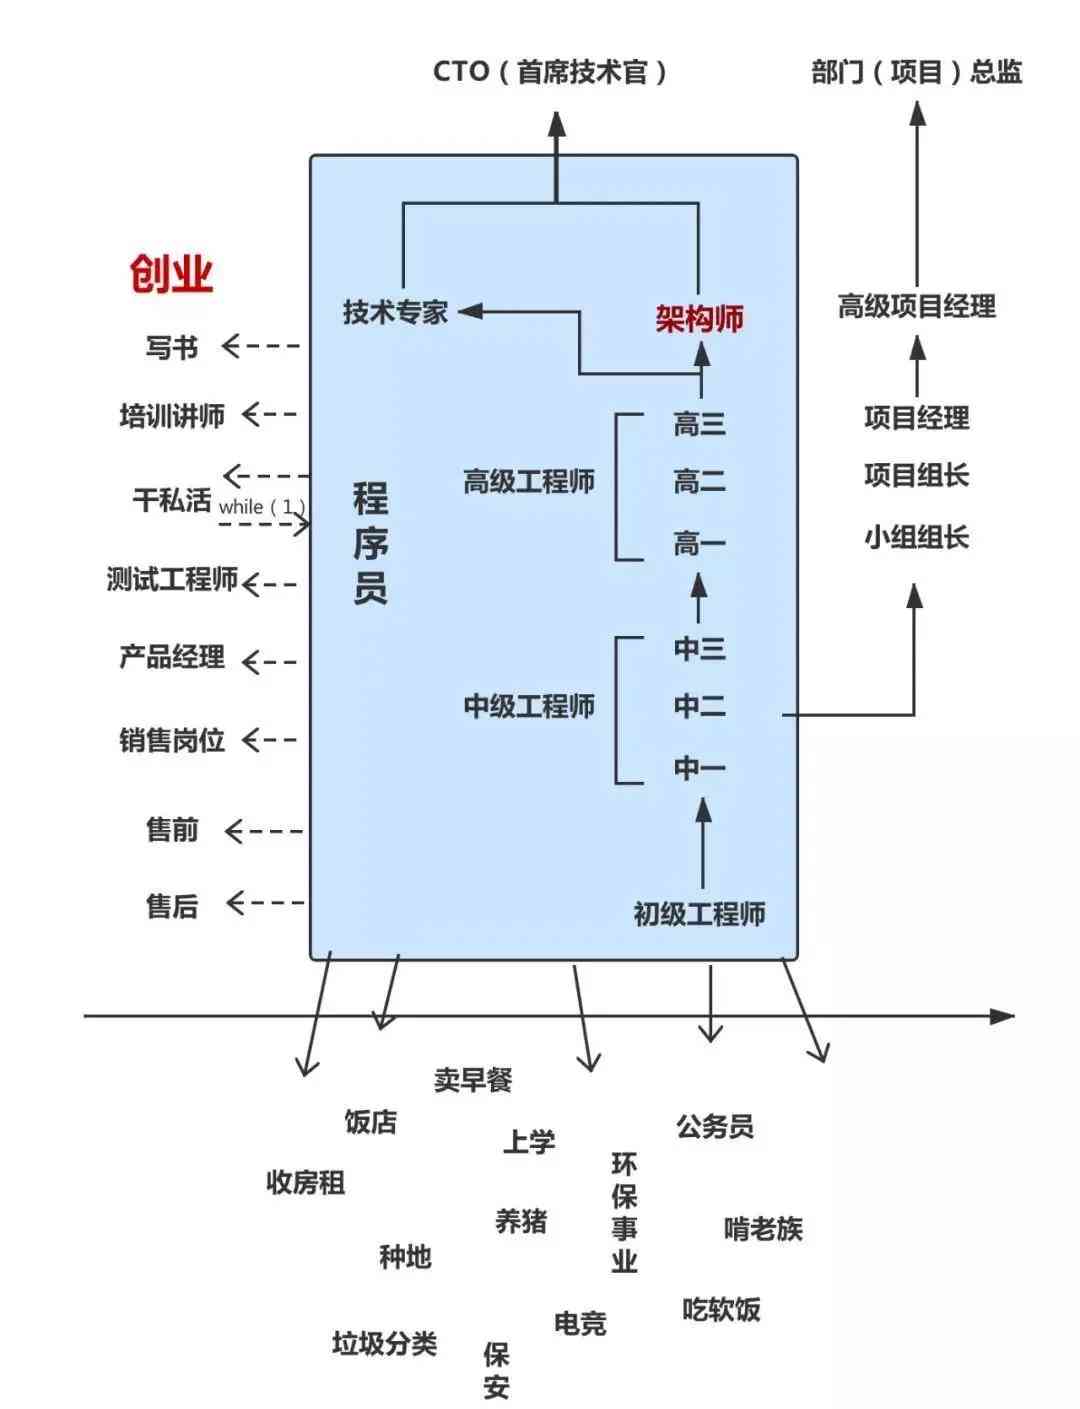 CTO（首席技术官）
部门（项目）总监
创业
技术专家
架构师
高级项目经理
写书
培训讲师
高三
项目经理
高级工程师
高二
项目组长
干私活
while（1）
程序员
高一
小组组长
测试工程师
产品经理
中三
中级工程师
中二
销售岗位
中一
售前
售后
初级工程师
卖早餐
饭店
上学
公务员
收房租
环保事业
养猪
啃老族
种地
电竞
吃软饭
垃圾分类
保安